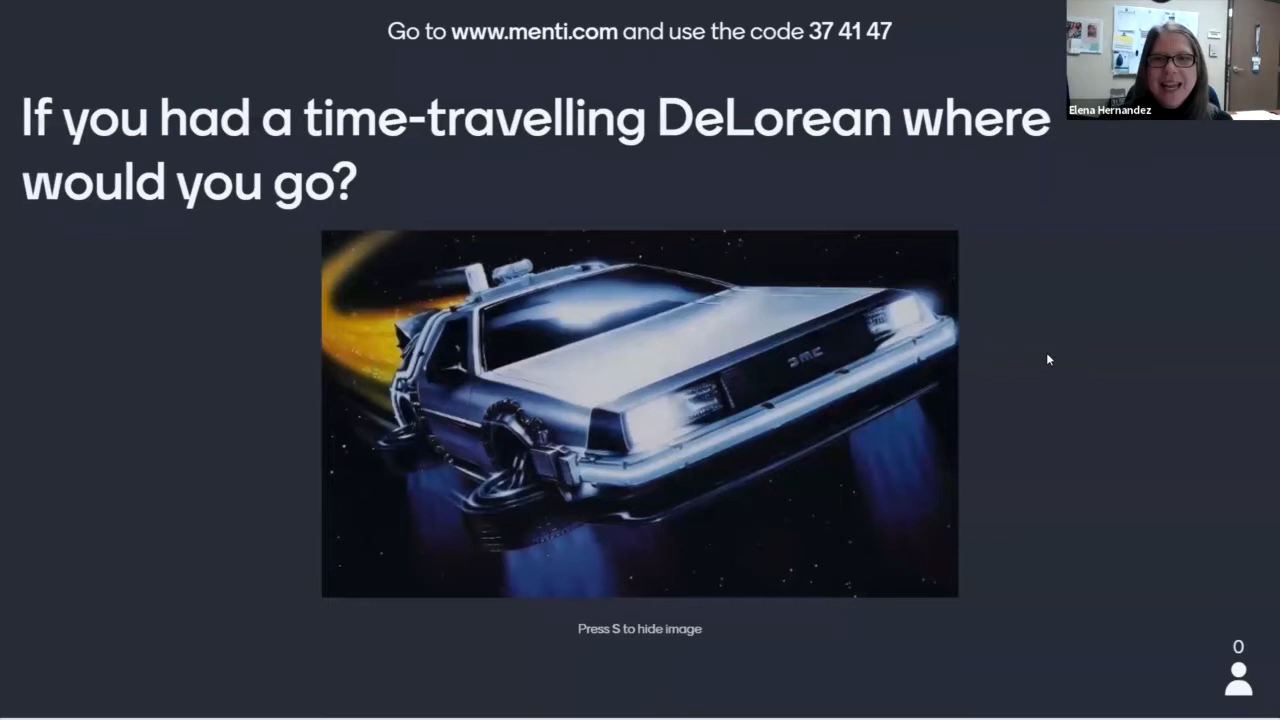 Go to www.menti.com and use the code 37 41 47
Elena Hernandez
If you had a time-travelling DeLorean where
would you go?
DMC
Press S to hide image
0